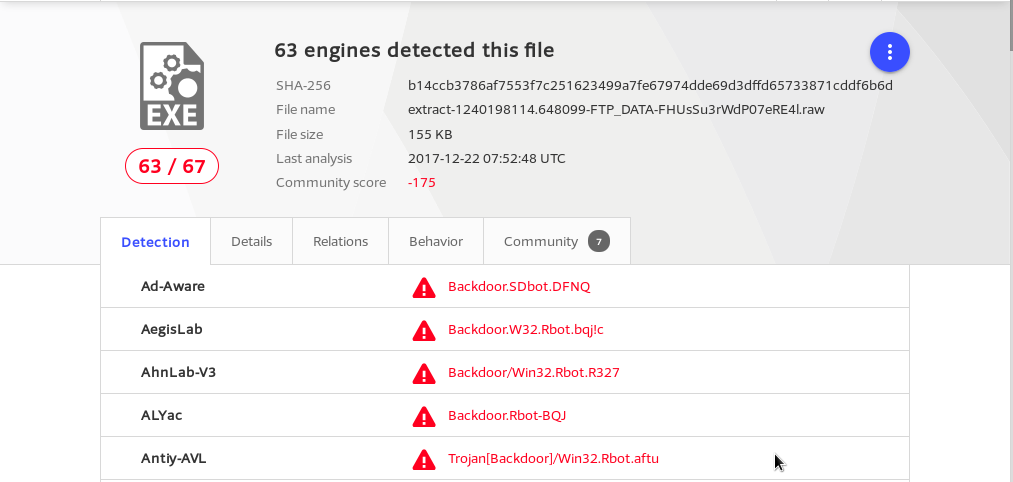 63 engines detected this file
SHA-256 b14ccb3786af7553f7c251623499a7fe67974dde69d3dffd65733871cddf6b6d
File name extract-1240198114.648099-FTP_DATA-FHUsSu3rWdP07eRE4l.raw
File size 155 KB
Last analysis 2017-12-22 07:52:48 UTC
Community score -175
EXE
63 / 67
Detection Details Relations Behavior Community 7
Ad-Aware Backdoor.SDbot.DFNQ
AegisLab Backdoor.W32.Rbot.bqj!c
AhnLab-V3 Backdoor/Win32.Rbot.R327
ALYac Backdoor.Rbot-BQJ
Antiy-AVL Trojan[Backdoor]/Win32.Rbot.aftu